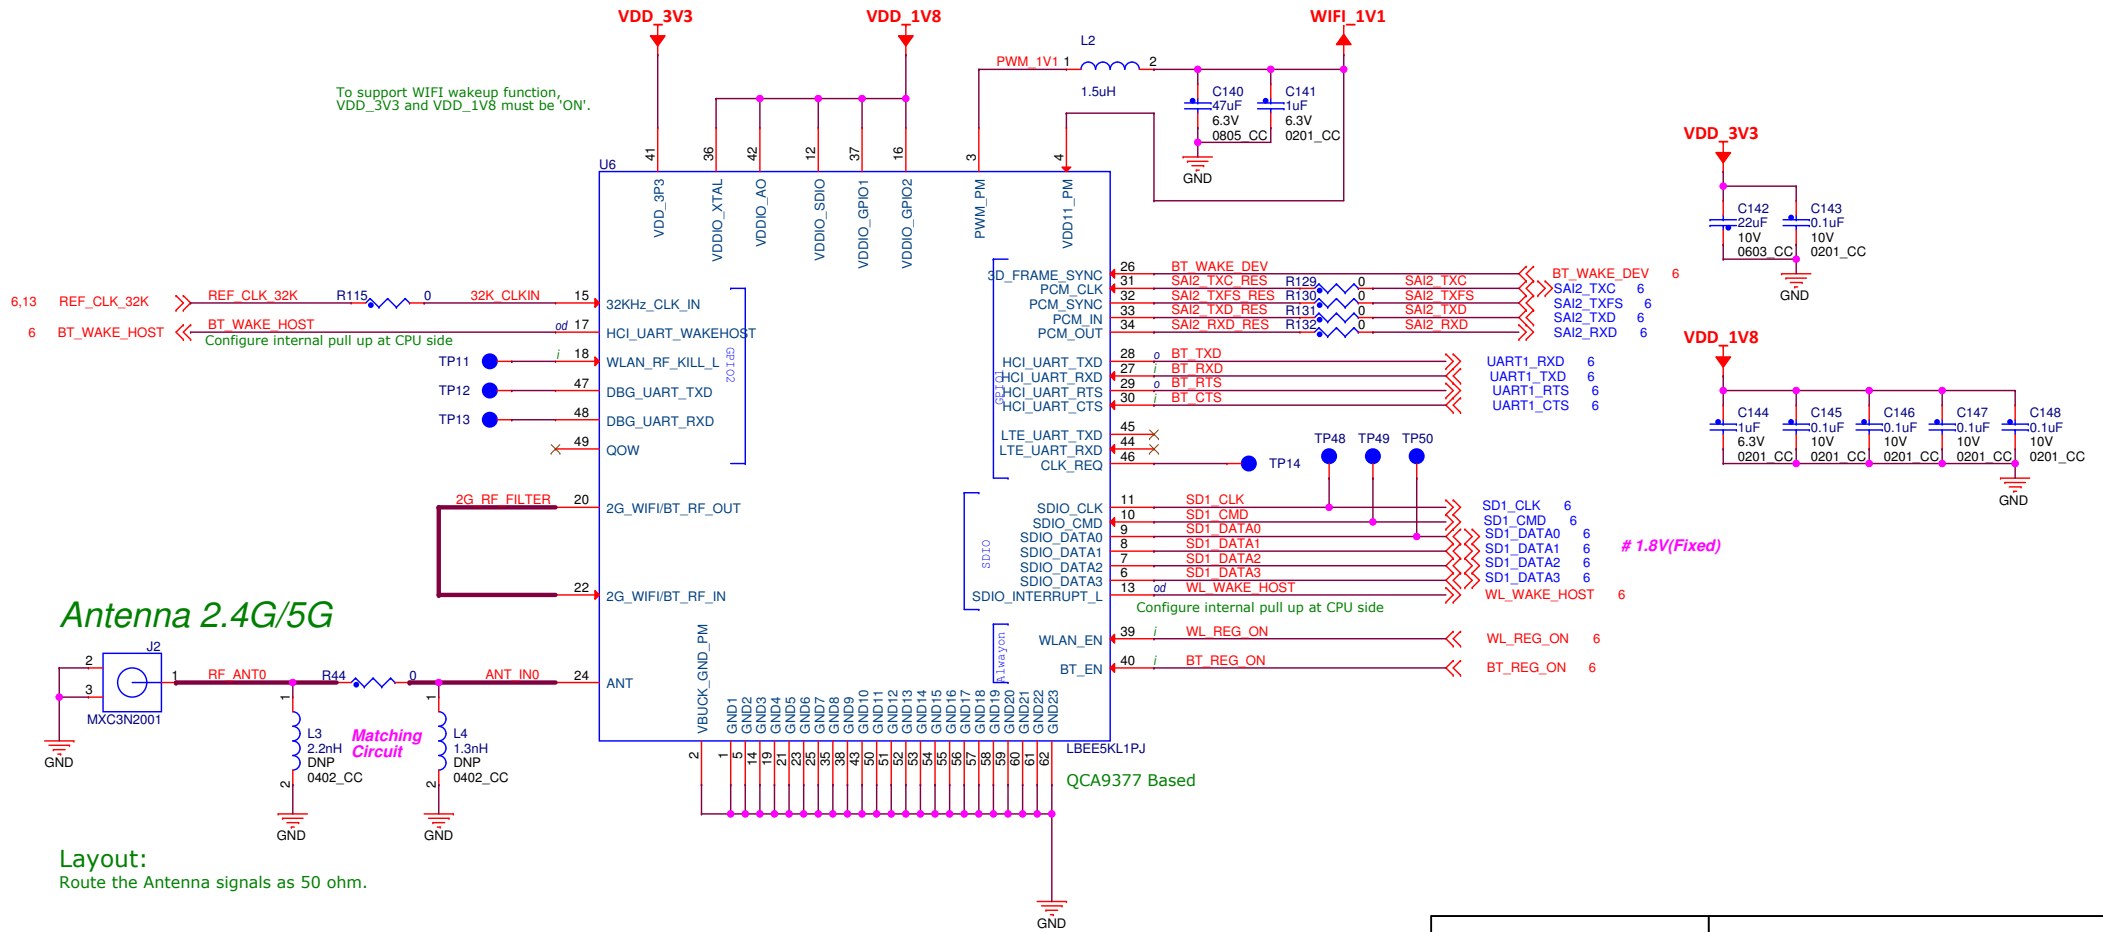 VDD_3V3
VDD_1V8
WIFI_1V1
To support WIFI wakeup function,
VDD_3V3 and VDD_1V8 must be 'ON'.
PWM_1V1 1 L2 2
1.5uH
C140
47uF
6.3V
0805_CC
C141
1uF
6.3V
0201_CC
GND
VDD_3V3
C142
22uF
10V
0603_CC
C143
0.1uF
10V
0201_CC
GND
VDD_1V8
C144
1uF
6.3V
0201_CC
C145
0.1uF
10V
0201_CC
C146
0.1uF
10V
0201_CC
C147
0.1uF
10V
0201_CC
C148
0.1uF
10V
0201_CC
GND
U6
41 VDD_3P3
36 VDDIO_XTAL
42 VDDIO_AO
12 VDDIO_SDIO
37 VDDIO_GPIO1
16 VDDIO_GPIO2
3 PWM_PM
4 VDD11_PM
6,13 REF_CLK_32K REF_CLK_32K R115 0 32K_CLKIN 15 32KHz_CLK_IN
6 BT_WAKE_HOST BT_WAKE_HOST od 17 HCI_UART_WAKEHOST
Configure internal pull up at CPU side
TP11 i 18 WLAN_RF_KILL_L
TP12 47 DBG_UART_TXD
TP13 48 DBG_UART_RXD
49 QOW
GPIO2
2G_RF_FILTER 20 2G_WIFI/BT_RF_OUT
22 2G_WIFI/BT_RF_IN
Antenna 2.4G/5G
J2
2
3
1 RF_ANT0 R44 0 ANT_IN0 24 ANT
MXC3N2001
GND
1
L3
2.2nH
DNP
0402_CC
2
GND
Matching
Circuit
1
L4
1.3nH
DNP
0402_CC
2
GND
3D_FRAME_SYNC 26 BT_WAKE_DEV BT_WAKE_DEV 6
PCM_CLK 31 SAI2_TXC_RES R129 0 SAI2_TXC SAI2_TXC 6
PCM_SYNC 32 SAI2_TXFS_RES R130 0 SAI2_TXFS SAI2_TXFS 6
PCM_IN 33 SAI2_TXD_RES R131 0 SAI2_TXD SAI2_TXD 6
PCM_OUT 34 SAI2_RXD_RES R132 0 SAI2_RXD SAI2_RXD 6
GPIO1
HCI_UART_TXD 28 o BT_TXD UART1_RXD 6
HCI_UART_RXD 27 i BT_RXD UART1_TXD 6
HCI_UART_RTS 29 o BT_RTS UART1_RTS 6
HCI_UART_CTS 30 i BT_CTS UART1_CTS 6
LTE_UART_TXD 45
LTE_UART_RXD 44
CLK_REQ 46 TP14
TP48 TP49 TP50
SDIO
SDIO_CLK 11 SD1_CLK SD1_CLK 6
SDIO_CMD 10 SD1_CMD SD1_CMD 6
SDIO_DATA0 9 SD1_DATA0 SD1_DATA0 6
SDIO_DATA1 8 SD1_DATA1 SD1_DATA1 6
SDIO_DATA2 7 SD1_DATA2 SD1_DATA2 6
SDIO_DATA3 6 SD1_DATA3 SD1_DATA3 6
# 1.8V(Fixed)
SDIO_INTERRUPT_L 13 od WL_WAKE_HOST WL_WAKE_HOST 6
Configure internal pull up at CPU side
Alwayon
WLAN_EN 39 i WL_REG_ON WL_REG_ON 6
BT_EN 40 i BT_REG_ON BT_REG_ON 6
VBUCK_GND_PM 2
GND1 1
GND2 5
GND3 14
GND4 19
GND5 21
GND6 23
GND7 25
GND8 35
GND9 38
GND10 43
GND11 50
GND12 51
GND13 52
GND14 53
GND15 54
GND16 55
GND17 56
GND18 57
GND19 58
GND20 59
GND21 60
GND22 61
GND23 62
LBEE5KL1PJ
QCA9377 Based
GND
Layout:
Route the Antenna signals as 50 ohm.